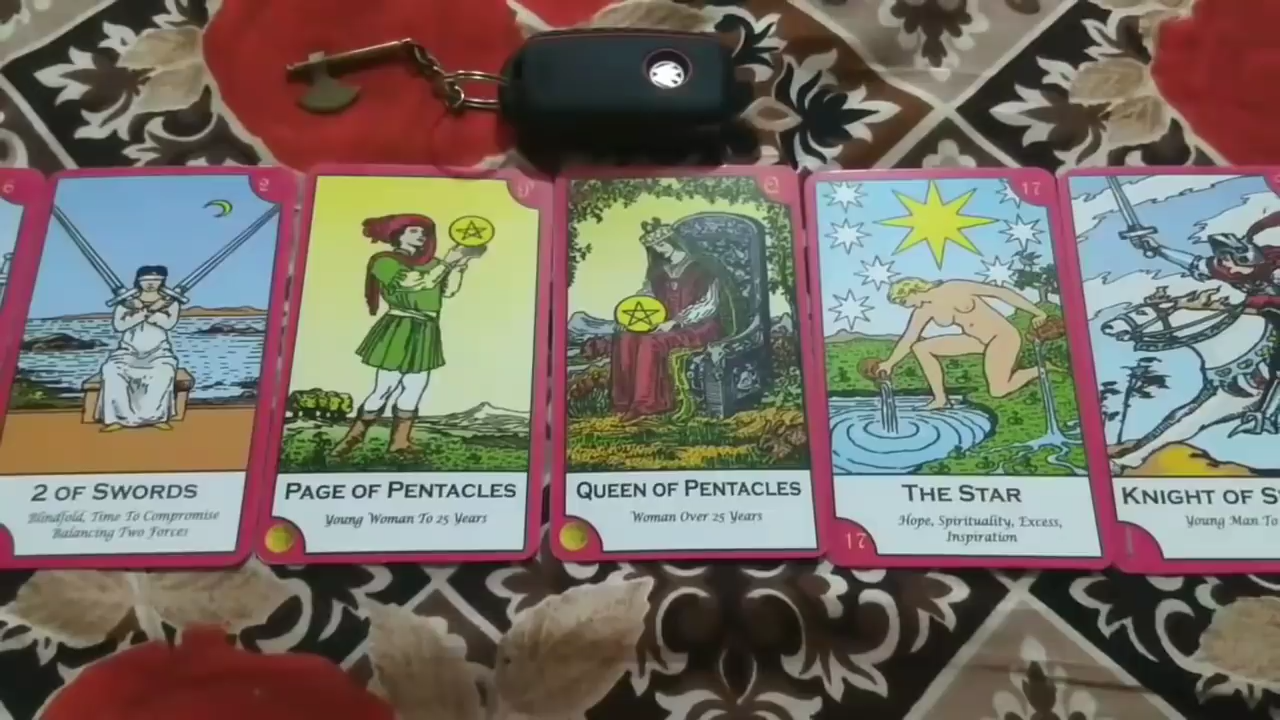 6
2
2 OF SWORDS
Blindfold, Time To Compromise
Balancing Two Forces
PAGE OF PENTACLES
Young Woman To 25 Years
Q
QUEEN OF PENTACLES
Woman Over 25 Years
17
THE STAR
Hope, Spirituality, Excess,
Inspiration
17
KNIGHT OF S
Young Man To